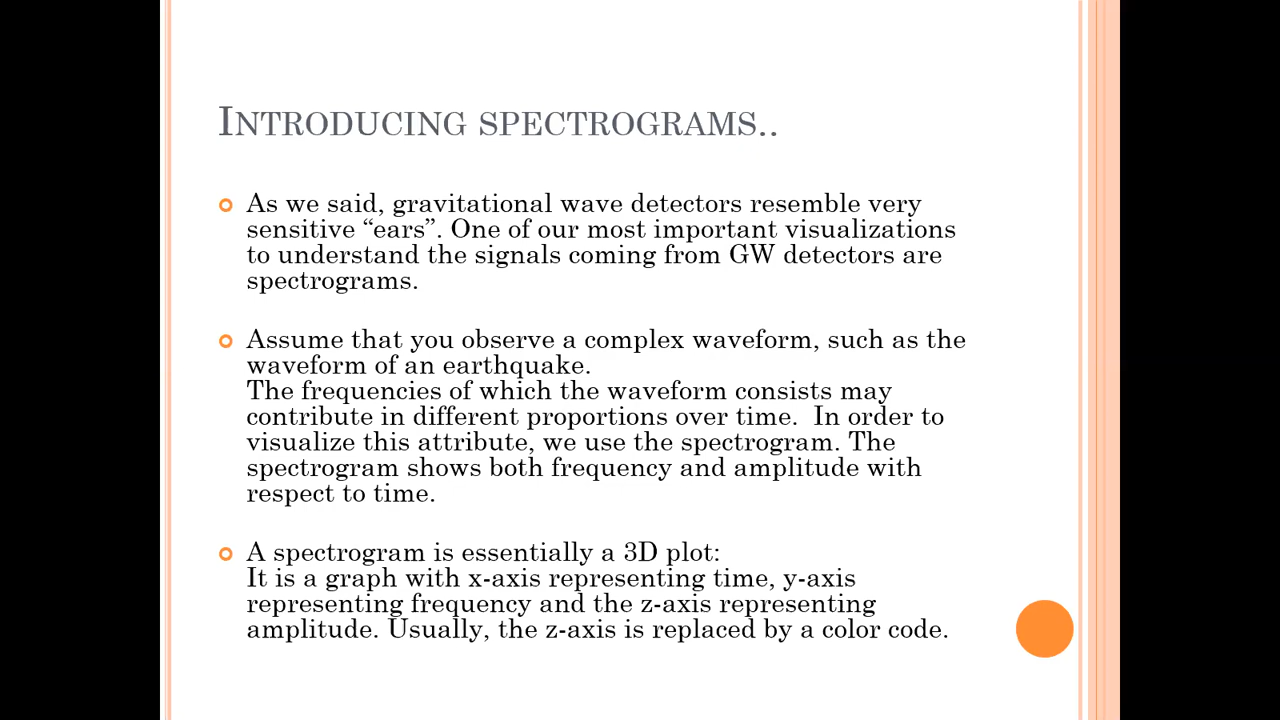 INTRODUCING SPECTROGRAMS..
As we said, gravitational wave detectors resemble very
sensitive “ears”. One of our most important visualizations
to understand the signals coming from GW detectors are
spectrograms.
Assume that you observe a complex waveform, such as the
waveform of an earthquake.
The frequencies of which the waveform consists may
contribute in different proportions over time.  In order to
visualize this attribute, we use the spectrogram. The
spectrogram shows both frequency and amplitude with
respect to time.
A spectrogram is essentially a 3D plot:
It is a graph with x-axis representing time, y-axis
representing frequency and the z-axis representing
amplitude. Usually, the z-axis is replaced by a color code.